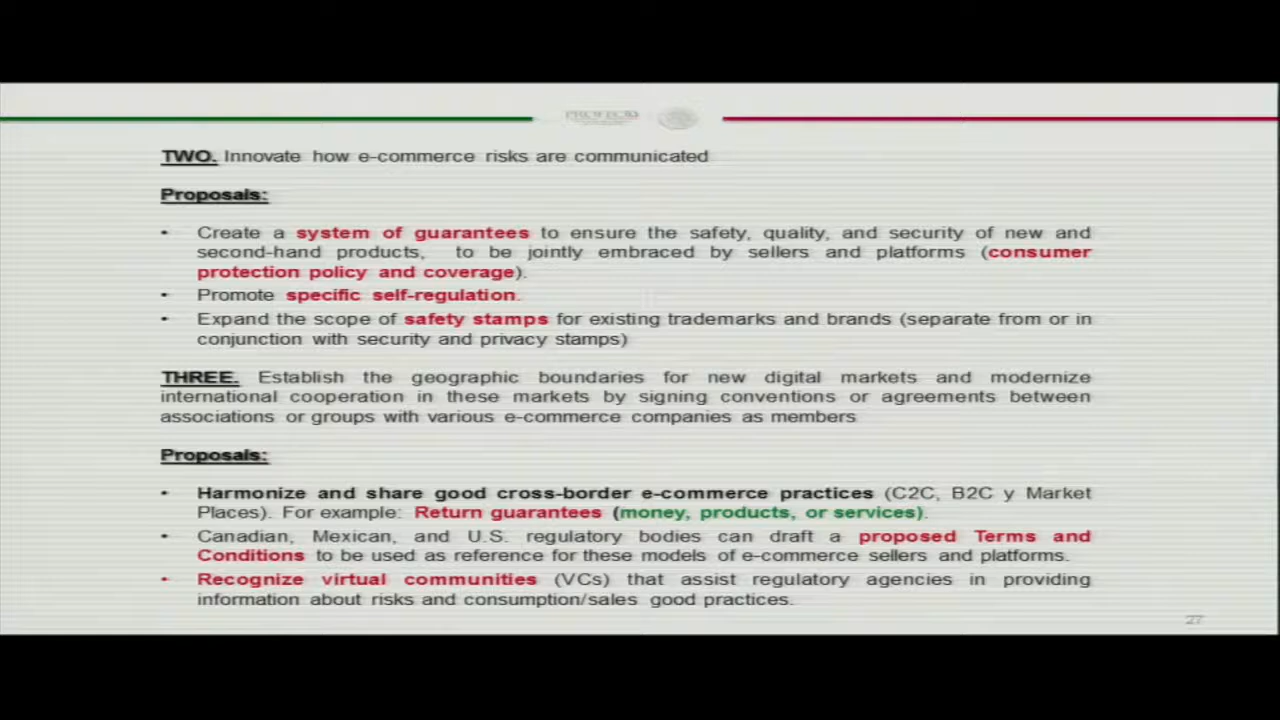 PROFECO
TWO. Innovate how e-commerce risks are communicated
Proposals:
• Create a system of guarantees to ensure the safety, quality, and security of new and
second-hand products, to be jointly embraced by sellers and platforms (consumer
protection policy and coverage).
• Promote specific self-regulation.
• Expand the scope of safety stamps for existing trademarks and brands (separate from or in
conjunction with security and privacy stamps)
THREE. Establish the geographic boundaries for new digital markets and modernize
international cooperation in these markets by signing conventions or agreements between
associations or groups with various e-commerce companies as members
Proposals:
• Harmonize and share good cross-border e-commerce practices (C2C, B2C y Market
Places). For example: Return guarantees (money, products, or services).
• Canadian, Mexican, and U.S. regulatory bodies can draft a proposed Terms and
Conditions to be used as reference for these models of e-commerce sellers and platforms.
• Recognize virtual communities (VCs) that assist regulatory agencies in providing
information about risks and consumption/sales good practices.
27